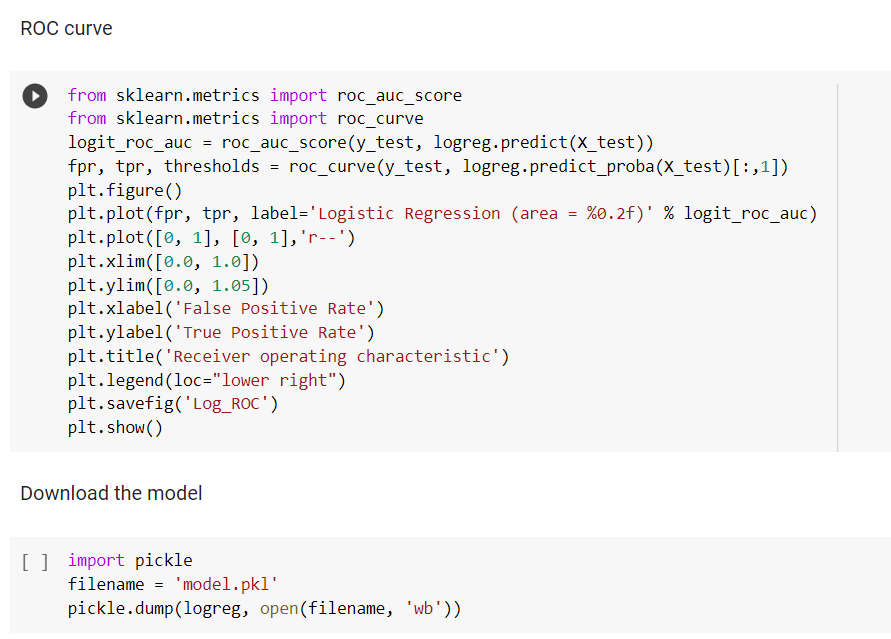 ROC curve
from sklearn.metrics import roc_auc_score
from sklearn.metrics import roc_curve
logit_roc_auc = roc_auc_score(y_test, logreg.predict(X_test))
fpr, tpr, thresholds = roc_curve(y_test, logreg.predict_proba(X_test)[:,1])
plt.figure()
plt.plot(fpr, tpr, label='Logistic Regression (area = %0.2f)' % logit_roc_auc)
plt.plot([0, 1], [0, 1],'r--')
plt.xlim([0.0, 1.0])
plt.ylim([0.0, 1.05])
plt.xlabel('False Positive Rate')
plt.ylabel('True Positive Rate')
plt.title('Receiver operating characteristic')
plt.legend(loc="lower right")
plt.savefig('Log_ROC')
plt.show()
Download the model
[ ] import pickle
filename = 'model.pkl'
pickle.dump(logreg, open(filename, 'wb'))